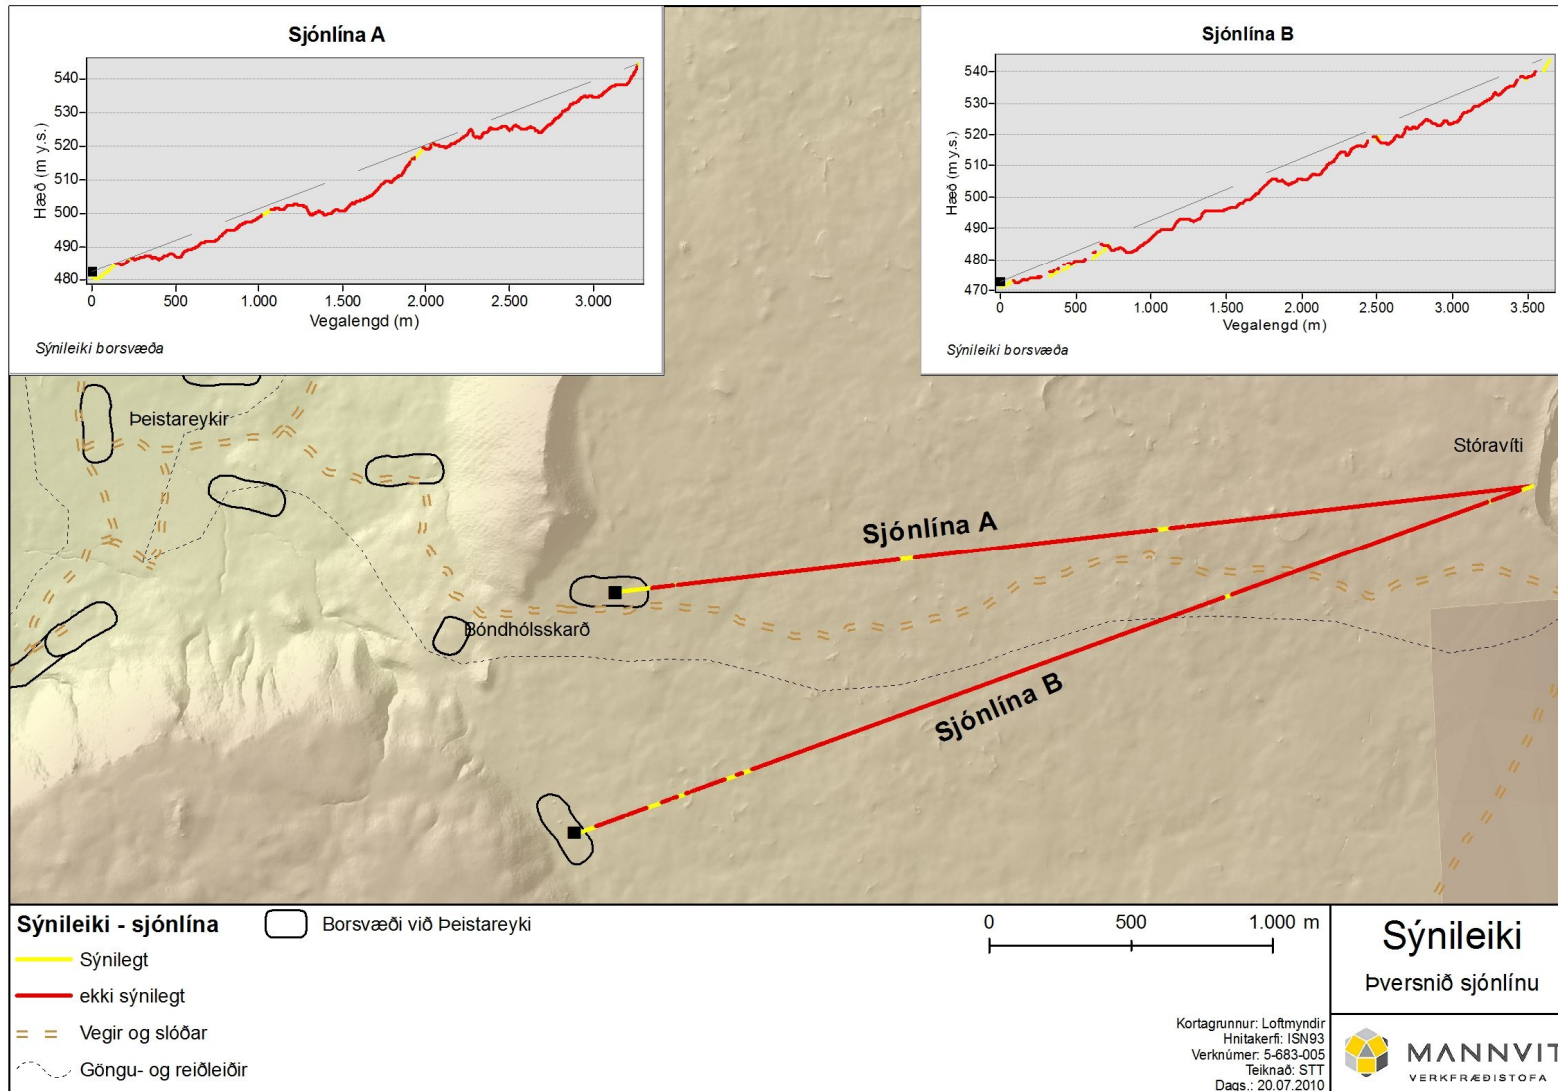 Sjónlína A
Hæð (m y.s.)
540
530
520
510
500
490
480
0 500 1.000 1.500 2.000 2.500 3.000
Vegalengd (m)
Sýnileiki borsvæða
Sjónlína B
Hæð (m y.s.)
540
530
520
510
500
490
480
470
0 500 1.000 1.500 2.000 2.500 3.000 3.500
Vegalengd (m)
Sýnileiki borsvæða
Þeistareykir
Stóravíti
Sjónlína A
Bóndhólsskarð
Sjónlína B
Sýnileiki - sjónlína
Borsvæði við Þeistareyki
Sýnilegt
ekki sýnilegt
Vegir og slóðar
Göngu- og reiðleiðir
0 500 1.000 m
Kortagrunnur: Loftmyndir
Hnitakerfi: ISN93
Verknúmer: 5-683-005
Teiknað: STT
Dags.: 20.07.2010
Sýnileiki
Þversnið sjónlínu
MANNVIT
VERKFRÆÐISTOFA